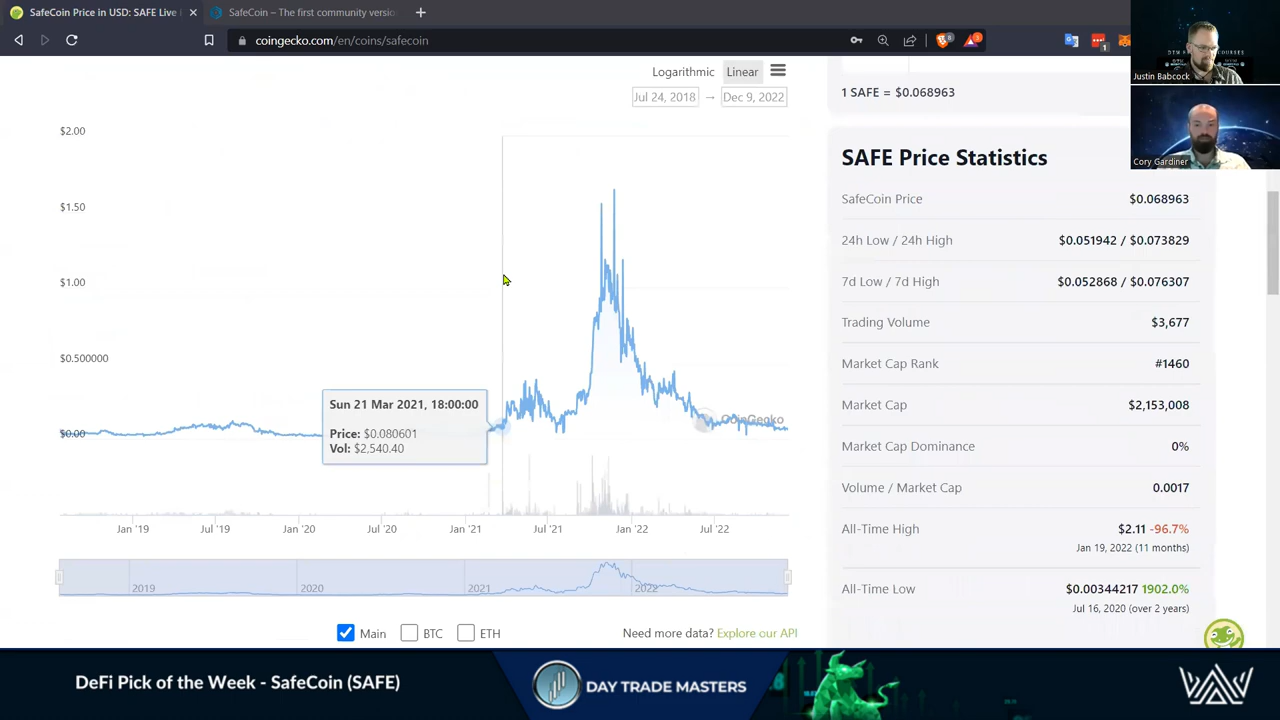 SafeCoin Price in USD: SAFE Live
SafeCoin – The first community versio
coingecko.com/en/coins/safecoin
8
3
1
Justin Babcock
Cory Gardiner
Logarithmic
Linear
Jul 24, 2018 → Dec 9, 2022
$2.00
$1.50
$1.00
$0.500000
$0.00
Sun 21 Mar 2021, 18:00:00
Price: $0.080601
Vol: $2,540.40
CoinGecko
Jan '19
Jul '19
Jan '20
Jul '20
Jan '21
Jul '21
Jan '22
Jul '22
2019
2020
2021
2022
Main
BTC
ETH
Need more data? Explore our API
1 SAFE = $0.068963
SAFE Price Statistics
SafeCoin Price $0.068963
24h Low / 24h High $0.051942 / $0.073829
7d Low / 7d High $0.052868 / $0.076307
Trading Volume $3,677
Market Cap Rank #1460
Market Cap $2,153,008
Market Cap Dominance 0%
Volume / Market Cap 0.0017
All-Time High $2.11 -96.7%
Jan 19, 2022 (11 months)
All-Time Low $0.00344217 1902.0%
Jul 16, 2020 (over 2 years)
DeFi Pick of the Week - SafeCoin (SAFE)
DAY TRADE MASTERS